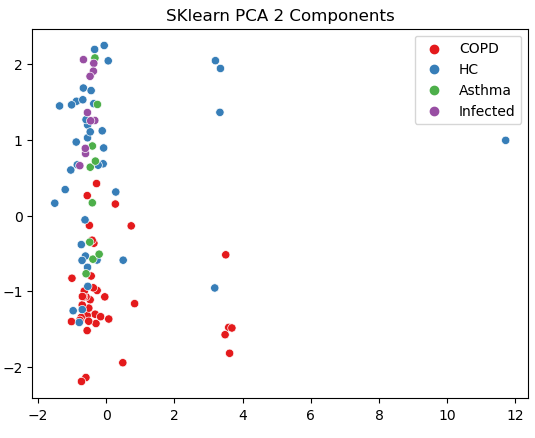 SKlearn PCA 2 Components
COPD
HC
Asthma
Infected
2
1
0
−1
−2
−2 0 2 4 6 8 10 12